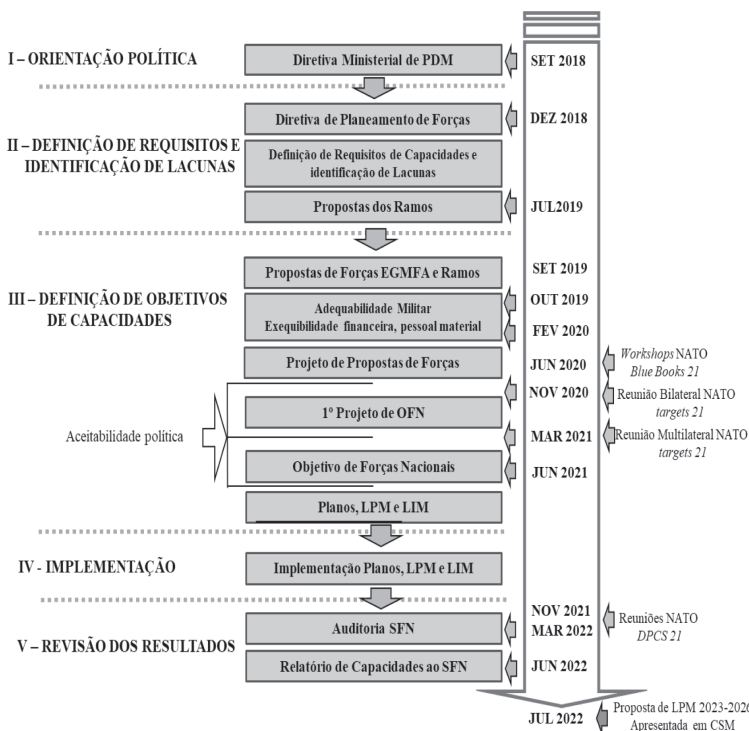 I – ORIENTAÇÃO POLÍTICA
Diretiva Ministerial de PDM
SET 2018
Diretiva de Planeamento de Forças
DEZ 2018
II – DEFINIÇÃO DE REQUISITOS E
IDENTIFICAÇÃO DE LACUNAS
Definição de Requisitos de Capacidades e
identificação de Lacunas
Propostas dos Ramos
JUL2019
Propostas de Forças EGMFA e Ramos
SET 2019
III – DEFINIÇÃO DE OBJETIVOS
DE CAPACIDADES
Adequabilidade Militar
Exequibilidade financeira, pessoal material
OUT 2019
FEV 2020
Projeto de Propostas de Forças
JUN 2020
Workshops NATO
Blue Books 21
NOV 2020
Reunião Bilateral NATO
targets 21
1º Projeto de OFN
Aceitabilidade política
MAR 2021
Reunião Multilateral NATO
targets 21
Objetivo de Forças Nacionais
JUN 2021
Planos, LPM e LIM
IV - IMPLEMENTAÇÃO
Implementação Planos, LPM e LIM
NOV 2021
MAR 2022
Reuniões NATO
DPCS 21
V – REVISÃO DOS RESULTADOS
Auditoria SFN
Relatório de Capacidades ao SFN
JUN 2022
JUL 2022
Proposta de LPM 2023-2026
Apresentada em CSM